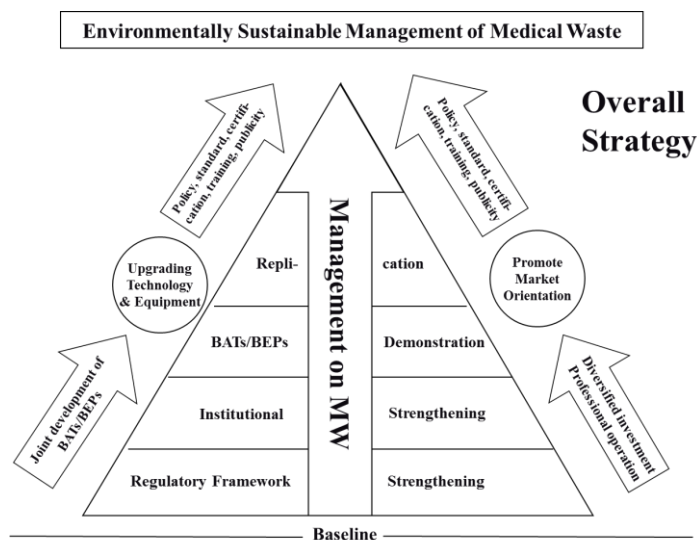 Environmentally Sustainable Management of Medical Waste
Overall
Strategy
Policy, standard, certifi-
cation, training, publicity
Policy, standard, certifi-
cation, training, publicity
Upgrading
Technology
& Equipment
Promote
Market
Orientation
Joint development of
BATs/BEPs
Diversified investment
Professional operation
Management on MW
Repli-
cation
BATs/BEPs
Demonstration
Institutional
Strengthening
Regulatory Framework
Strengthening
Baseline